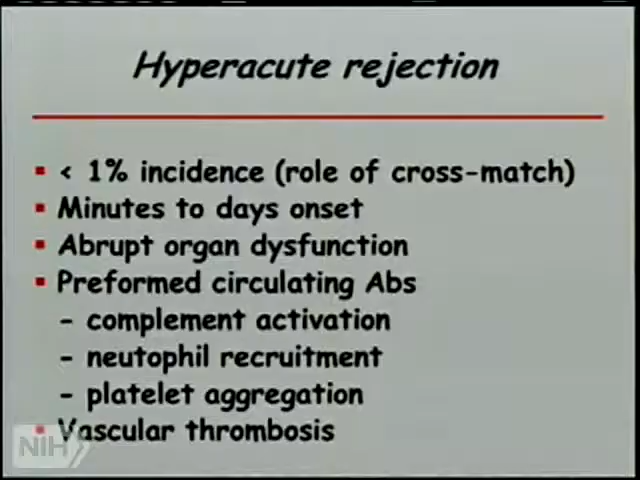 Hyperacute rejection
< 1% incidence (role of cross-match)
Minutes to days onset
Abrupt organ dysfunction
Preformed circulating Abs
- complement activation
- neutophil recruitment
- platelet aggregation
Vascular thrombosis
NIH